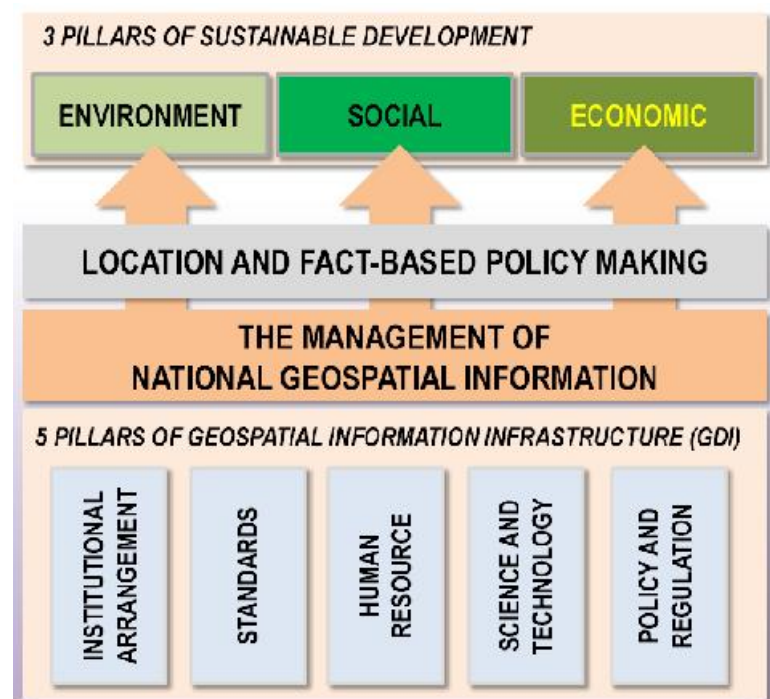 3 PILLARS OF SUSTAINABLE DEVELOPMENT
ENVIRONMENT
SOCIAL
ECONOMIC
LOCATION AND FACT-BASED POLICY MAKING
THE MANAGEMENT OF
NATIONAL GEOSPATIAL INFORMATION
5 PILLARS OF GEOSPATIAL INFORMATION INFRASTRUCTURE (GDI)
INSTITUTIONAL
ARRANGEMENT
STANDARDS
HUMAN
RESOURCE
SCIENCE AND
TECHNOLOGY
POLICY AND
REGULATION